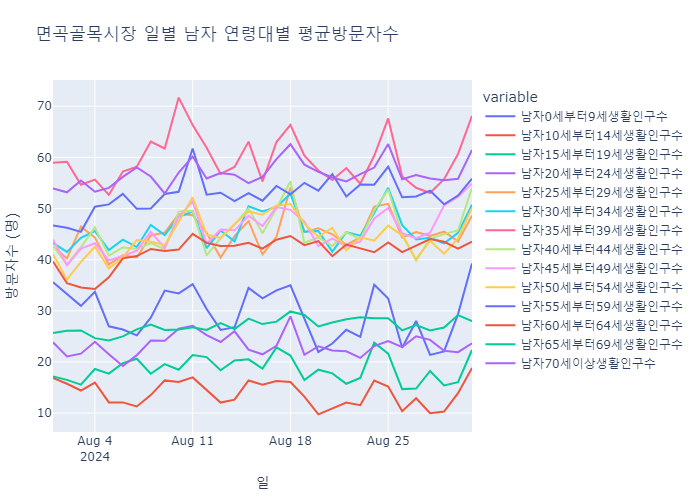 면곡골목시장 일별 남자 연령대별 평균방문자수
variable
남자0세부터9세생활인구수
남자10세부터14세생활인구수
남자15세부터19세생활인구수
남자20세부터24세생활인구수
남자25세부터29세생활인구수
남자30세부터34세생활인구수
남자35세부터39세생활인구수
남자40세부터44세생활인구수
남자45세부터49세생활인구수
남자50세부터54세생활인구수
남자55세부터59세생활인구수
남자60세부터64세생활인구수
남자65세부터69세생활인구수
남자70세이상생활인구수
방문자수 (명)
70
60
50
40
30
20
10
Aug 4
2024
Aug 11
Aug 18
Aug 25
일